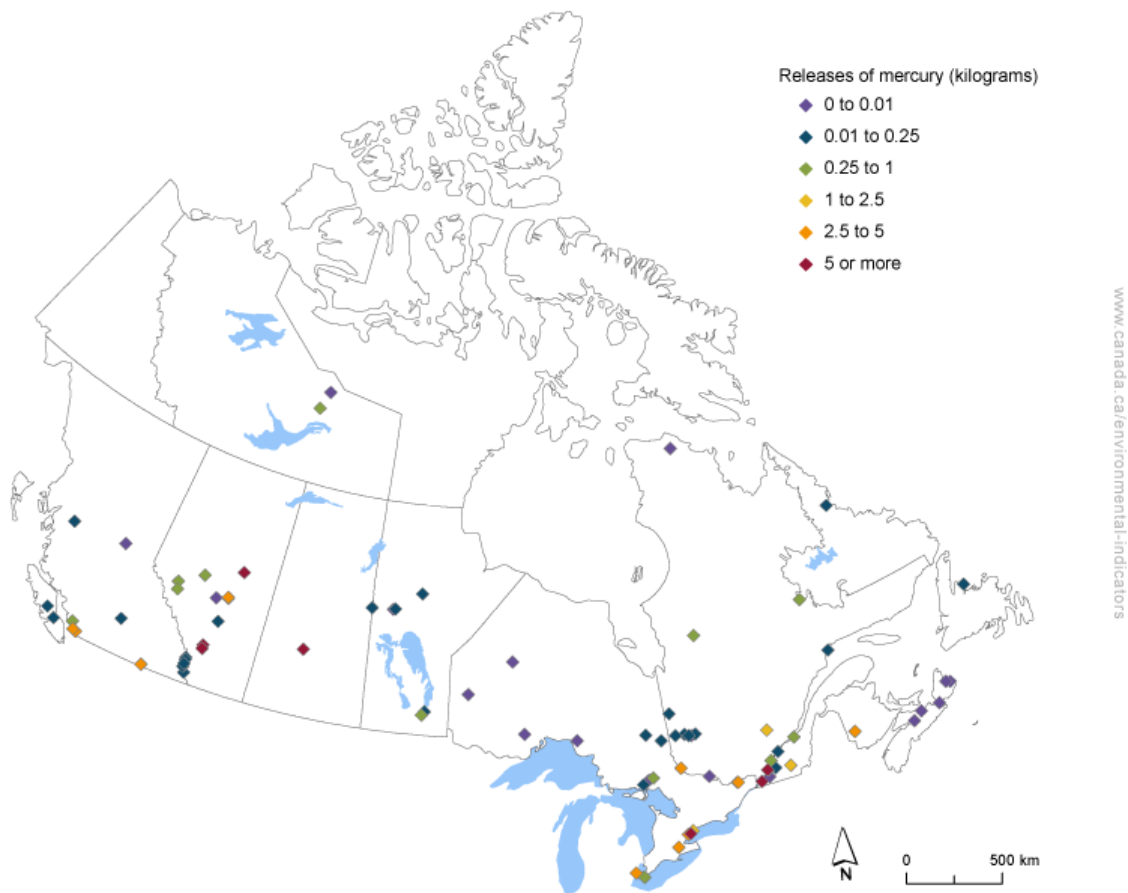 Releases of mercury (kilograms)
0 to 0.01
0.01 to 0.25
0.25 to 1
1 to 2.5
2.5 to 5
5 or more
www.canada.ca/environmental-indicators
N
0 500 km